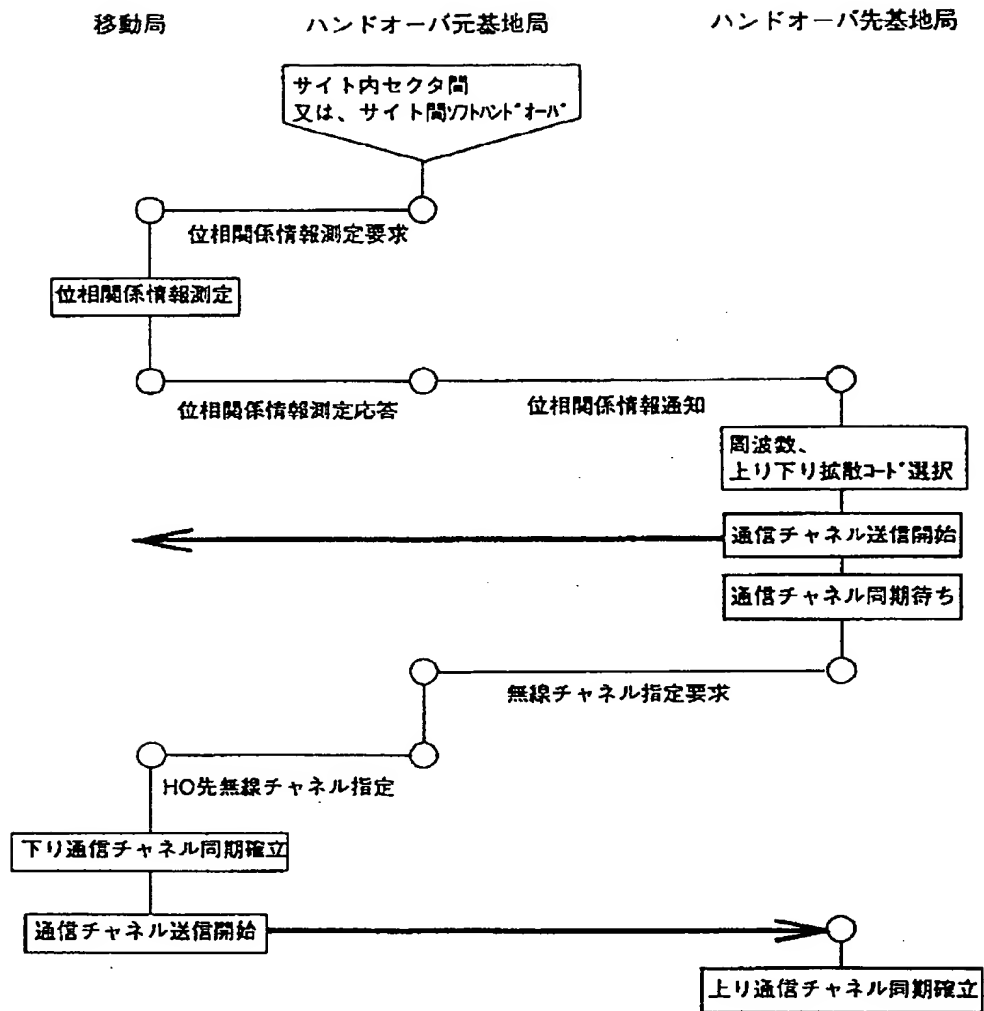 移動局 ハンドオーバ元基地局 ハンドオーバ先基地局
サイト内セクタ間
又は、サイト間ソフトハンドオーバ
位相関係情報測定要求
位相関係情報測定
位相関係情報測定応答
位相関係情報通知
周波数、
上り下り拡散コード選択
通信チャネル送信開始
通信チャネル同期待ち
無線チャネル指定要求
HO先無線チャネル指定
下り通信チャネル同期確立
通信チャネル送信開始
上り通信チャネル同期確立